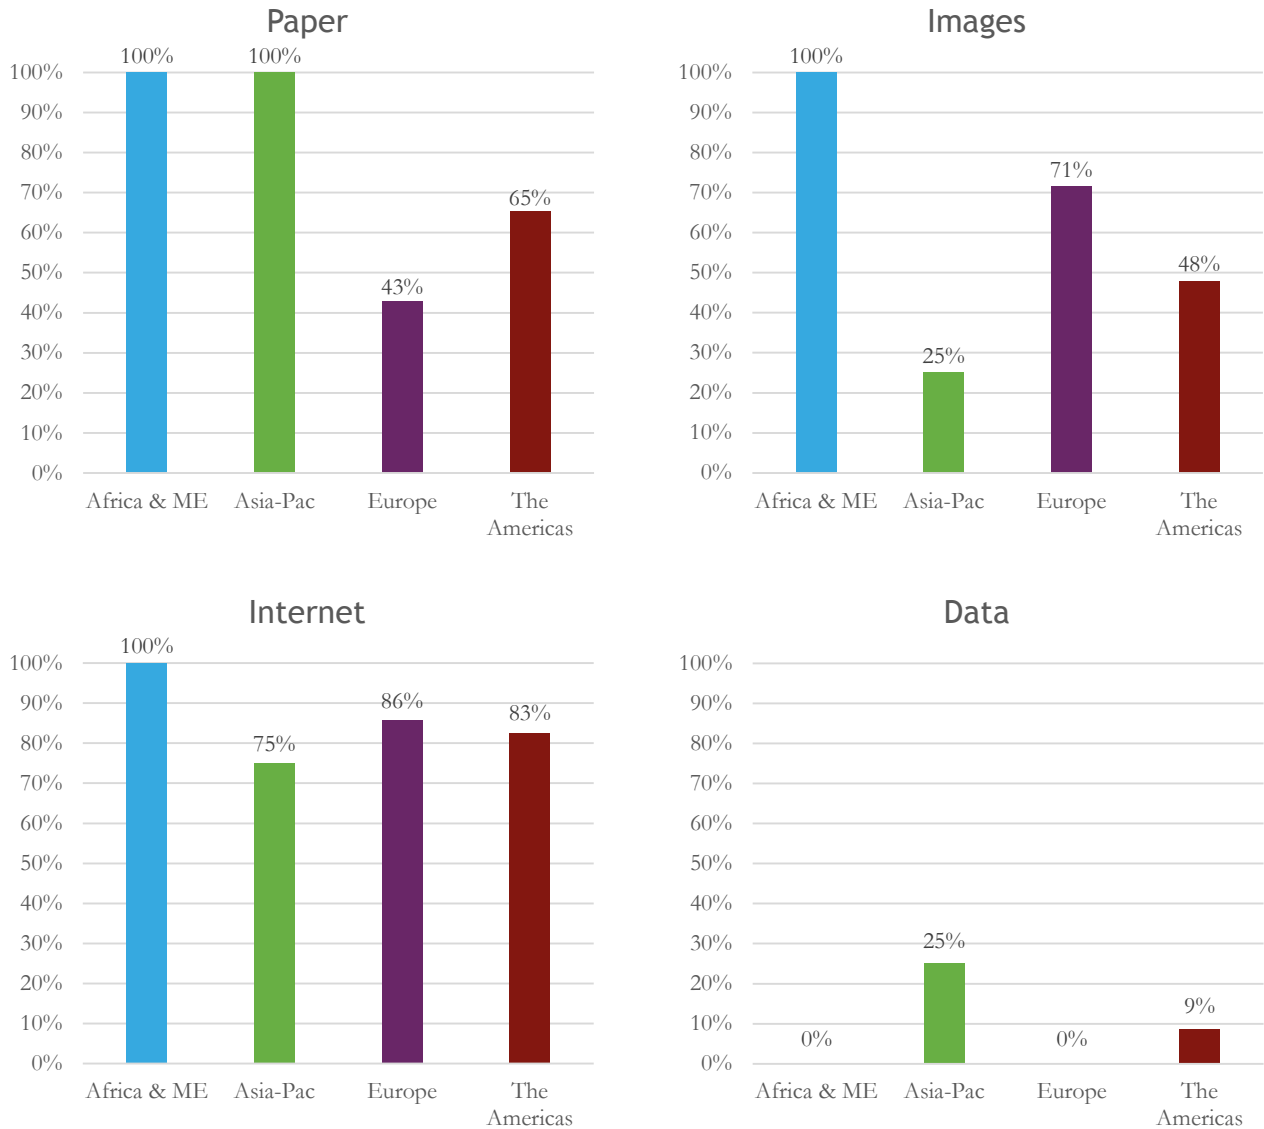 Paper
100%
100%
100%
90%
80%
70%
65%
60%
50%
43%
40%
30%
20%
10%
0%
Africa & ME
Asia-Pac
Europe
The
Americas
Images
100%
100%
90%
80%
71%
70%
60%
50%
48%
40%
30%
25%
20%
10%
0%
Africa & ME
Asia-Pac
Europe
The
Americas
Internet
100%
100%
90%
86%
83%
80%
75%
70%
60%
50%
40%
30%
20%
10%
0%
Africa & ME
Asia-Pac
Europe
The
Americas
Data
100%
90%
80%
70%
60%
50%
40%
30%
25%
20%
10%
9%
0%
0%
0%
Africa & ME
Asia-Pac
Europe
The
Americas